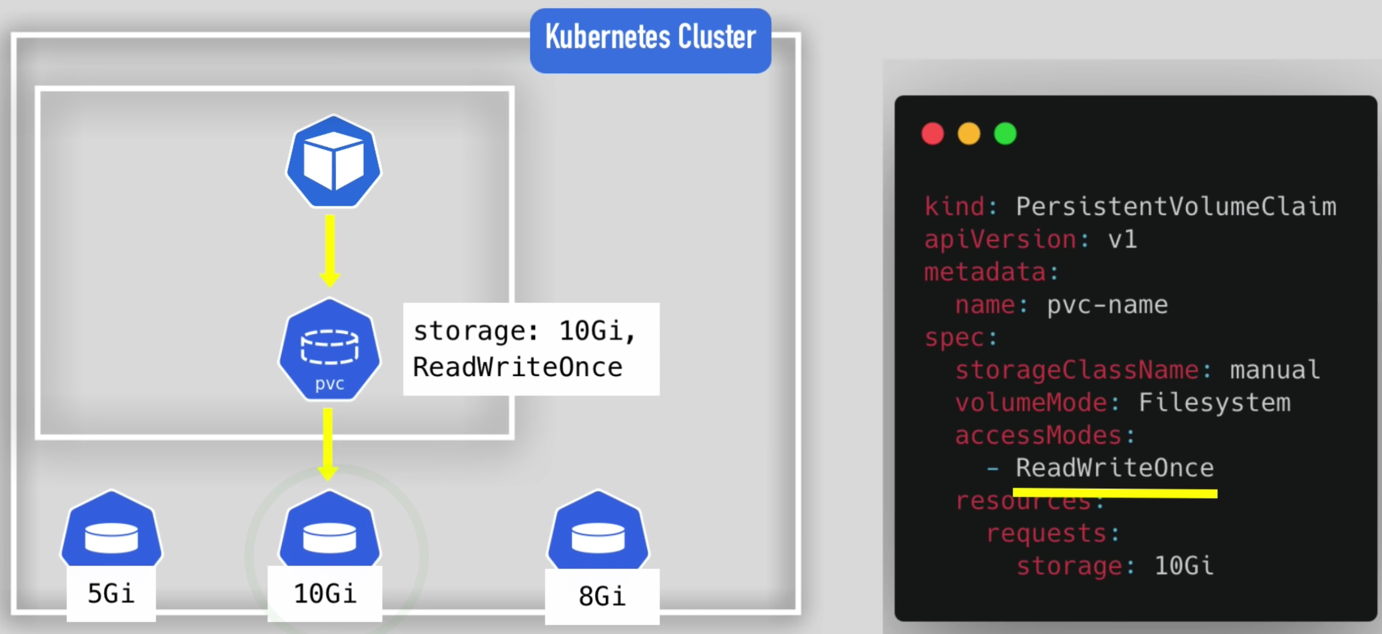 Kubernetes Cluster
pvc
storage: 10Gi,
ReadWriteOnce
5Gi
10Gi
8Gi
kind: PersistentVolumeClaim
apiVersion: v1
metadata:
  name: pvc-name
spec:
  storageClassName: manual
  volumeMode: Filesystem
  accessModes:
    - ReadWriteOnce
  resources:
    requests:
      storage: 10Gi